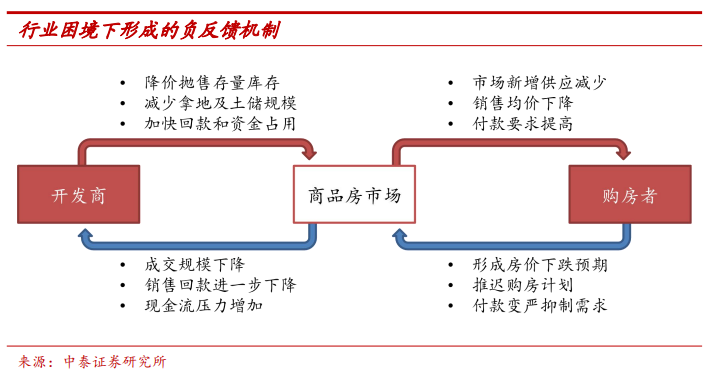 行业困境下形成的负反馈机制
• 降价抛售存量库存
• 减少拿地及土储规模
• 加快回款和资金占用
• 市场新增供应减少
• 销售均价下降
• 付款要求提高
开发商
商品房市场
购房者
• 成交规模下降
• 销售回款进一步下降
• 现金流压力增加
• 形成房价下跌预期
• 推迟购房计划
• 付款变严抑制需求
来源：中泰证券研究所